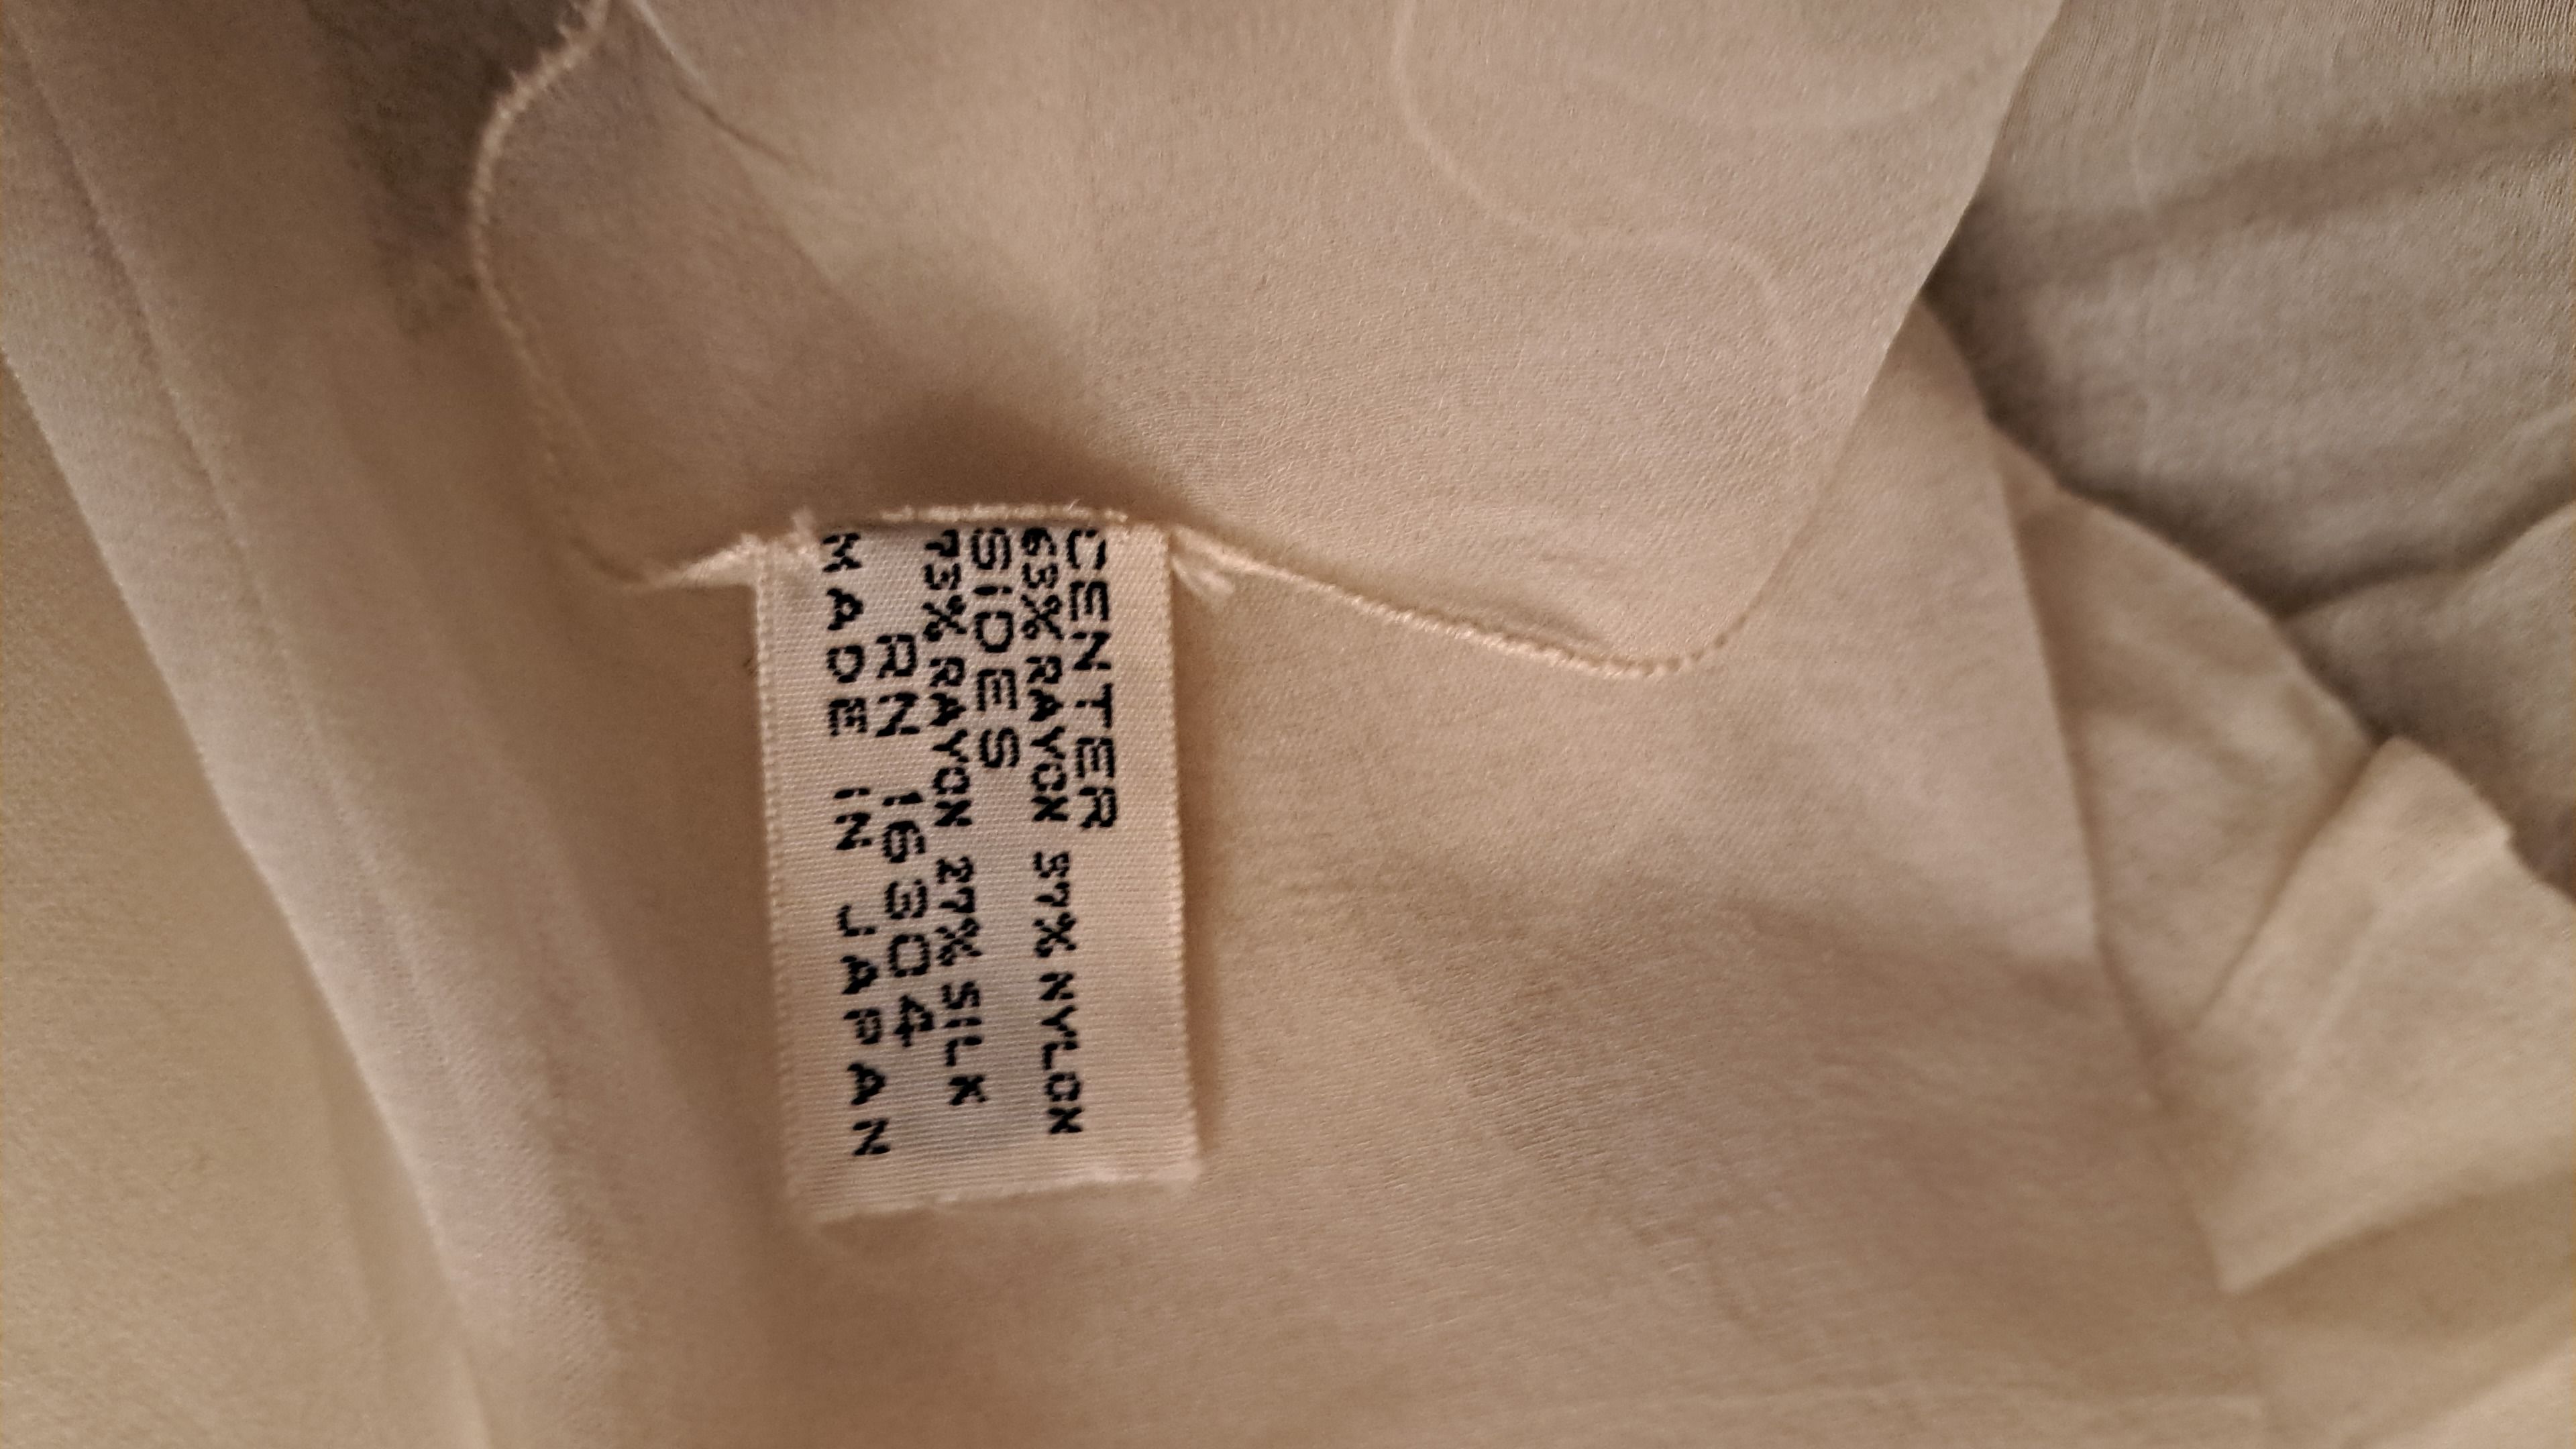 CENTER
63% RAYON 37% NYLON
SIDES
73% RAYON 27% SILK
RN 16304
MADE IN JAPAN